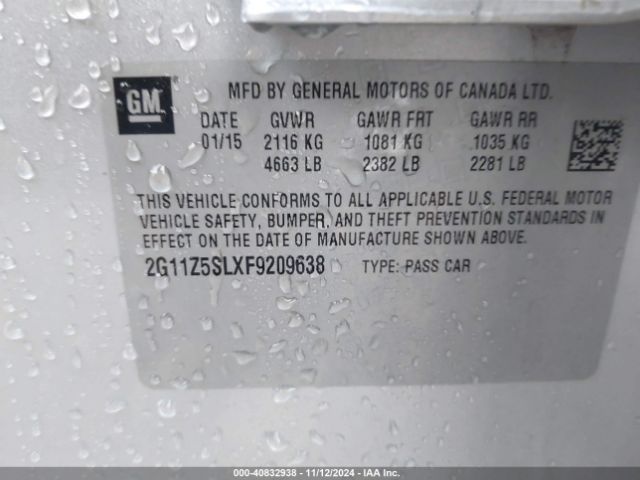 GM
MFD BY GENERAL MOTORS OF CANADA LTD.
DATE GVWR GAWR FRT GAWR RR
01/15 2116 KG 1081 KG 1035 KG
4663 LB 2382 LB 2281 LB
THIS VEHICLE CONFORMS TO ALL APPLICABLE U.S. FEDERAL MOTOR
VEHICLE SAFETY, BUMPER, AND THEFT PREVENTION STANDARDS IN
EFFECT ON THE DATE OF MANUFACTURE SHOWN ABOVE.
2G11Z5SLXF9209638 TYPE: PASS CAR
000-40832938 - 11/12/2024 - IAA Inc.